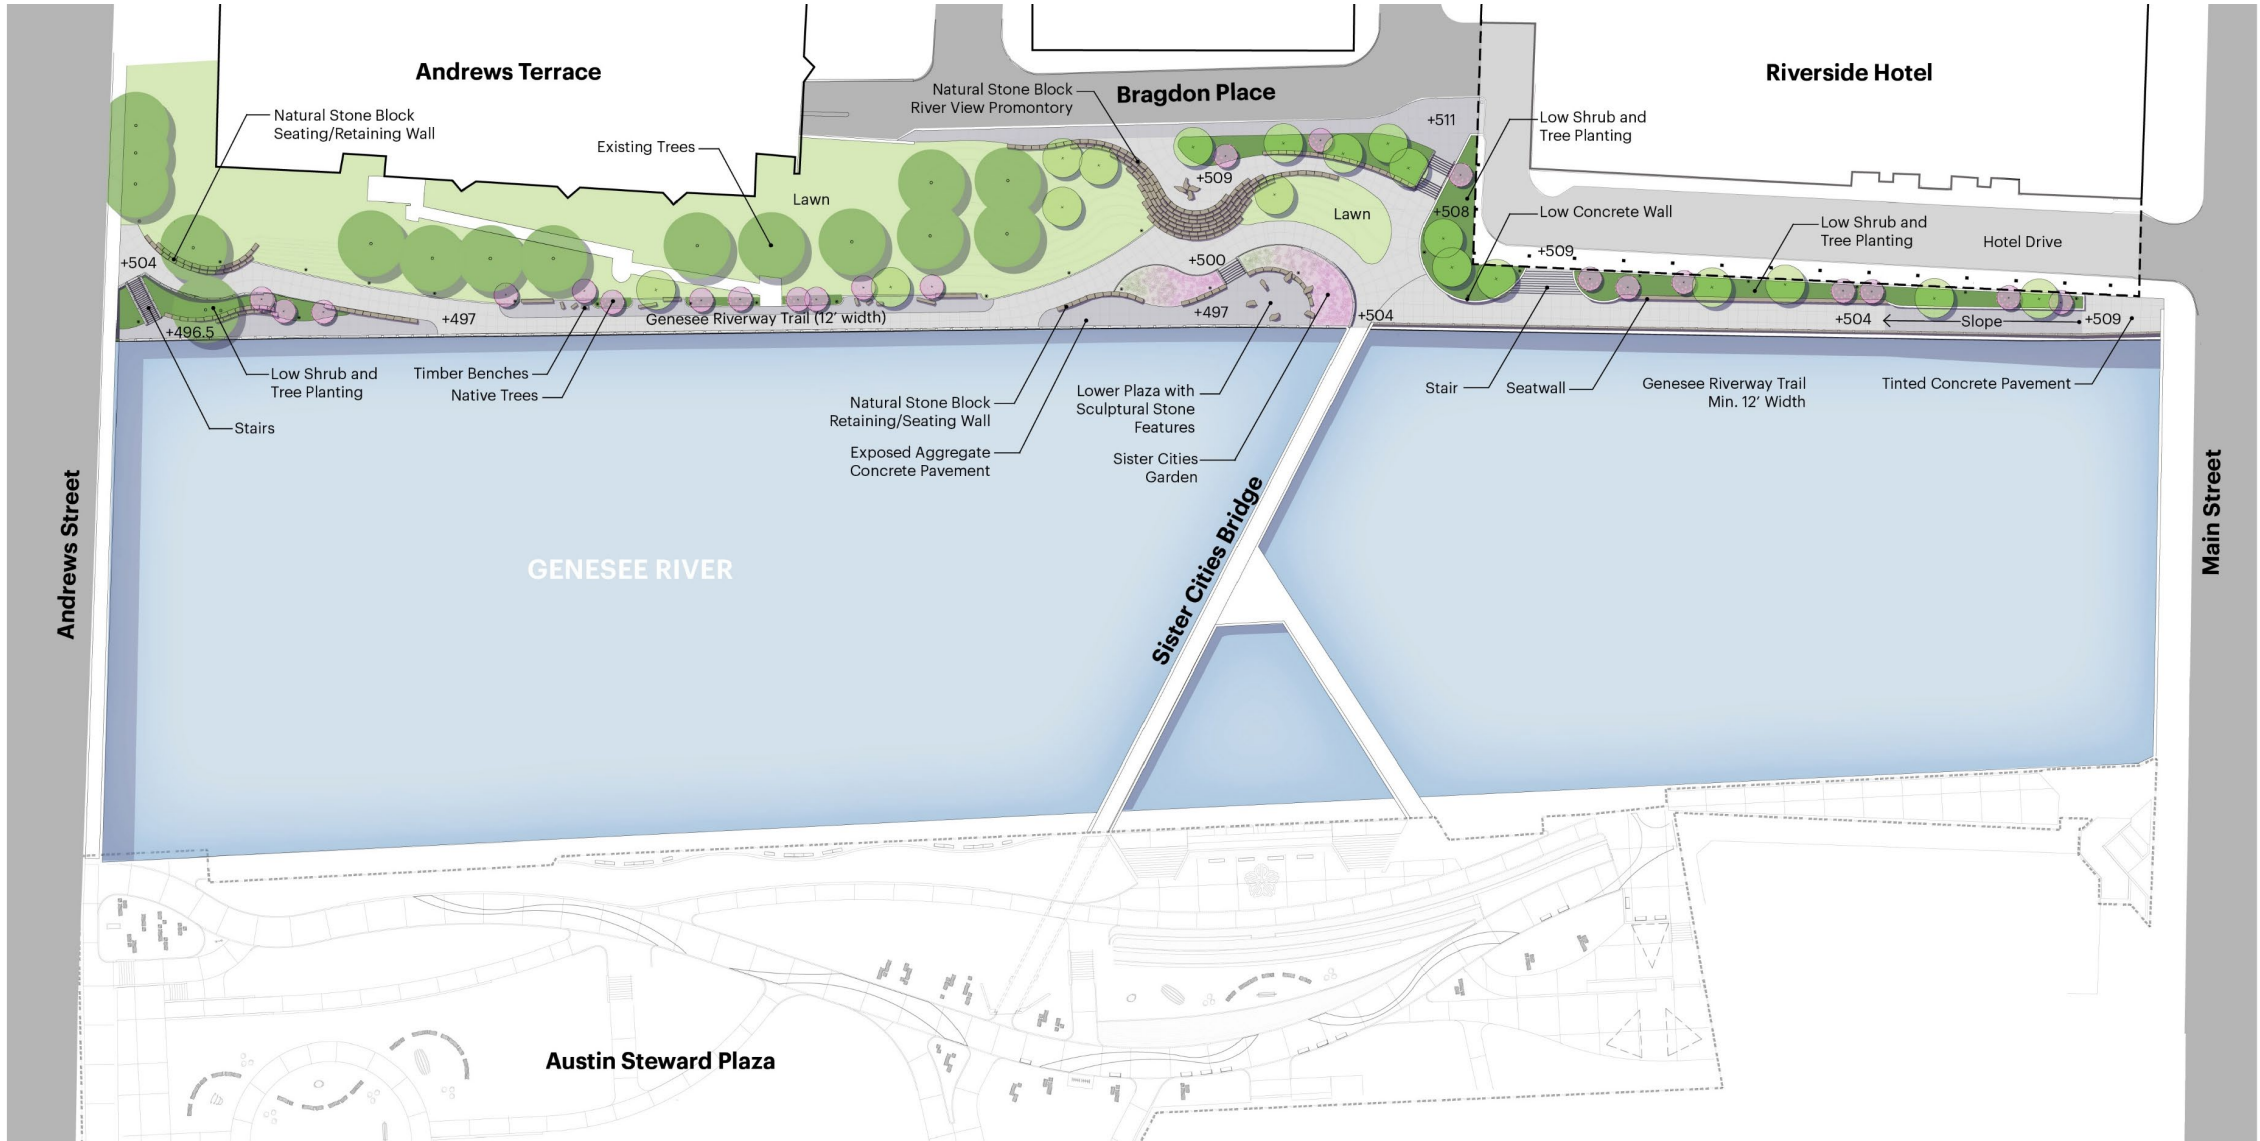 Andrews Terrace
Bragdon Place
Riverside Hotel
Natural Stone Block
Seating/Retaining Wall
Existing Trees
Lawn
Natural Stone Block
River View Promontory
+511
Low Shrub and
Tree Planting
+509
Lawn
+508
Low Concrete Wall
+509
Low Shrub and
Tree Planting
Hotel Drive
+504
+496.5
+497
Genesee Riverway Trail (12' width)
+500
+497
+504
+504
Slope
+509
Low Shrub and
Tree Planting
Stairs
Timber Benches
Native Trees
Natural Stone Block
Retaining/Seating Wall
Exposed Aggregate
Concrete Pavement
Lower Plaza with
Sculptural Stone
Features
Sister Cities
Garden
Stair
Seatwall
Genesee Riverway Trail
Min. 12' Width
Tinted Concrete Pavement
Andrews Street
GENESEE RIVER
Sister Cities Bridge
Main Street
Austin Steward Plaza